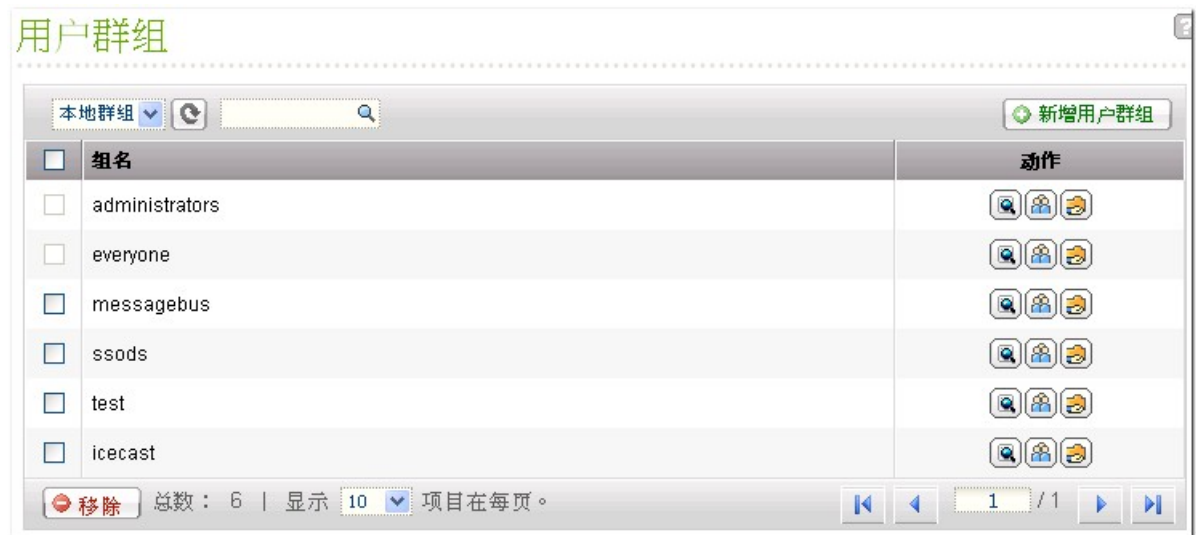 用户群组
?
本地群组 新增用户群组
组名 动作
administrators
everyone
messagebus
ssods
test
icecast
移除 总数： 6 | 显示 10 项目在每页。 1 / 1